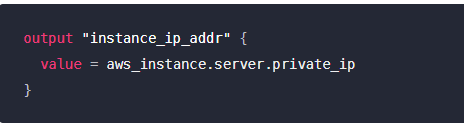 output "instance_ip_addr" {
  value = aws_instance.server.private_ip
}